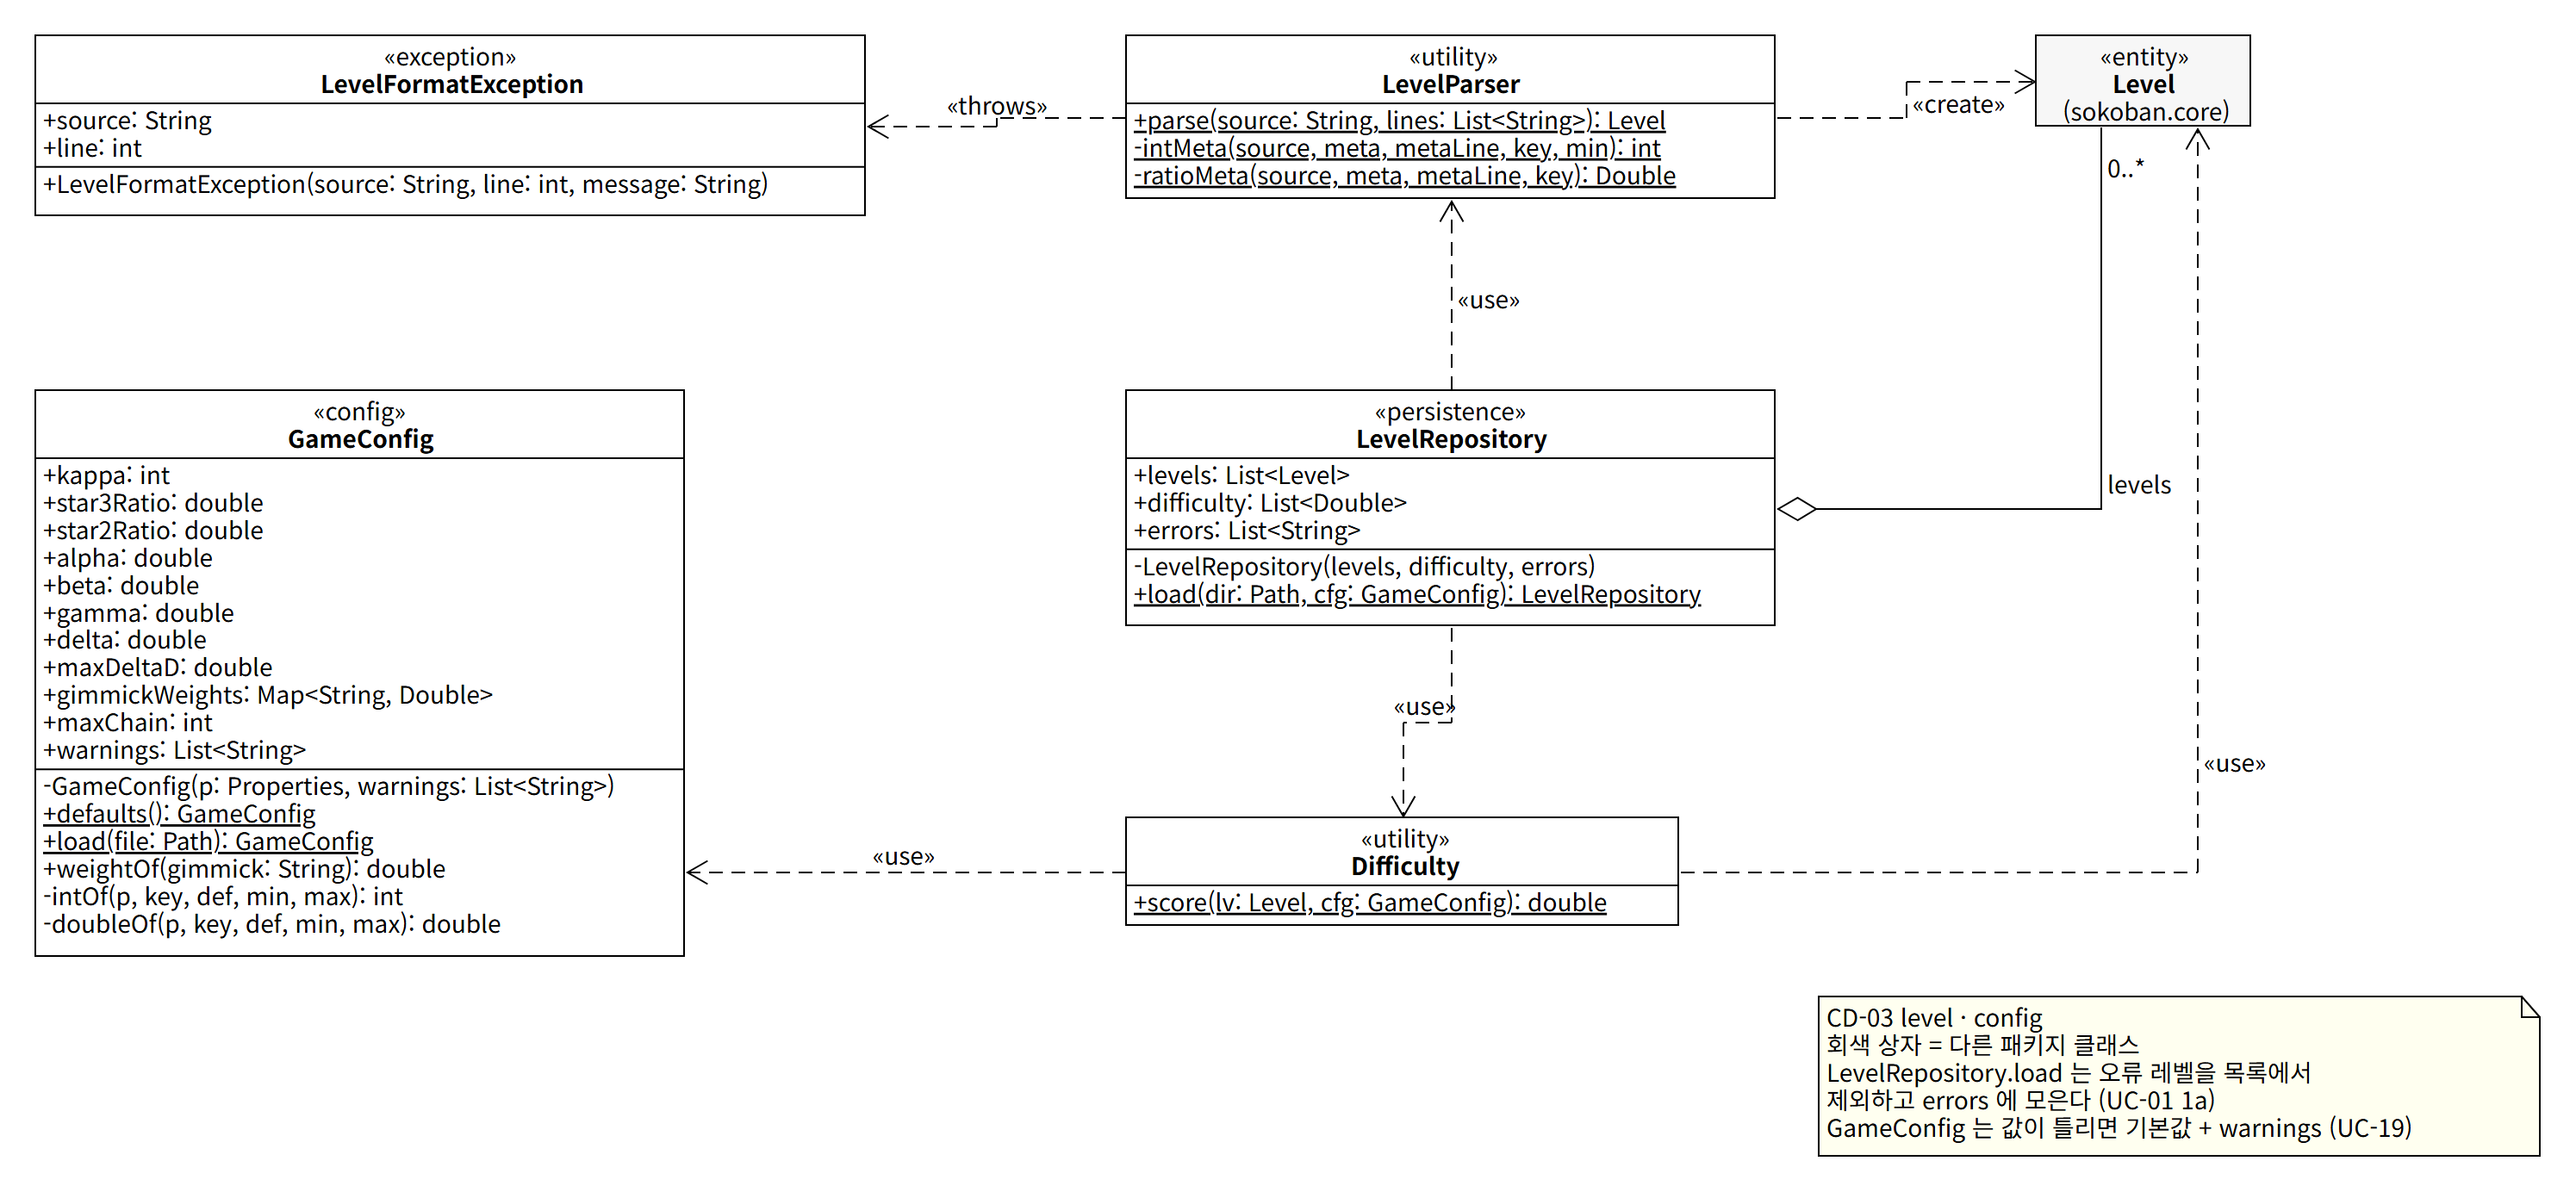 «exception»
LevelFormatException
+source: String
+line: int
+LevelFormatException(source: String, line: int, message: String)
«throws»
«utility»
LevelParser
+parse(source: String, lines: List<String>): Level
-intMeta(source, meta, metaLine, key, min): int
-ratioMeta(source, meta, metaLine, key): Double
«create»
«entity»
Level
(sokoban.core)
0..*
«use»
«config»
GameConfig
+kappa: int
+star3Ratio: double
+star2Ratio: double
+alpha: double
+beta: double
+gamma: double
+delta: double
+maxDeltaD: double
+gimmickWeights: Map<String, Double>
+maxChain: int
+warnings: List<String>
-GameConfig(p: Properties, warnings: List<String>)
+defaults(): GameConfig
+load(file: Path): GameConfig
+weightOf(gimmick: String): double
-intOf(p, key, def, min, max): int
-doubleOf(p, key, def, min, max): double
«persistence»
LevelRepository
+levels: List<Level>
+difficulty: List<Double>
+errors: List<String>
-LevelRepository(levels, difficulty, errors)
+load(dir: Path, cfg: GameConfig): LevelRepository
levels
«use»
«use»
«use»
«utility»
Difficulty
+score(lv: Level, cfg: GameConfig): double
CD-03 level · config
회색 상자 = 다른 패키지 클래스
LevelRepository.load 는 오류 레벨을 목록에서
제외하고 errors 에 모은다 (UC-01 1a)
GameConfig 는 값이 틀리면 기본값 + warnings (UC-19)